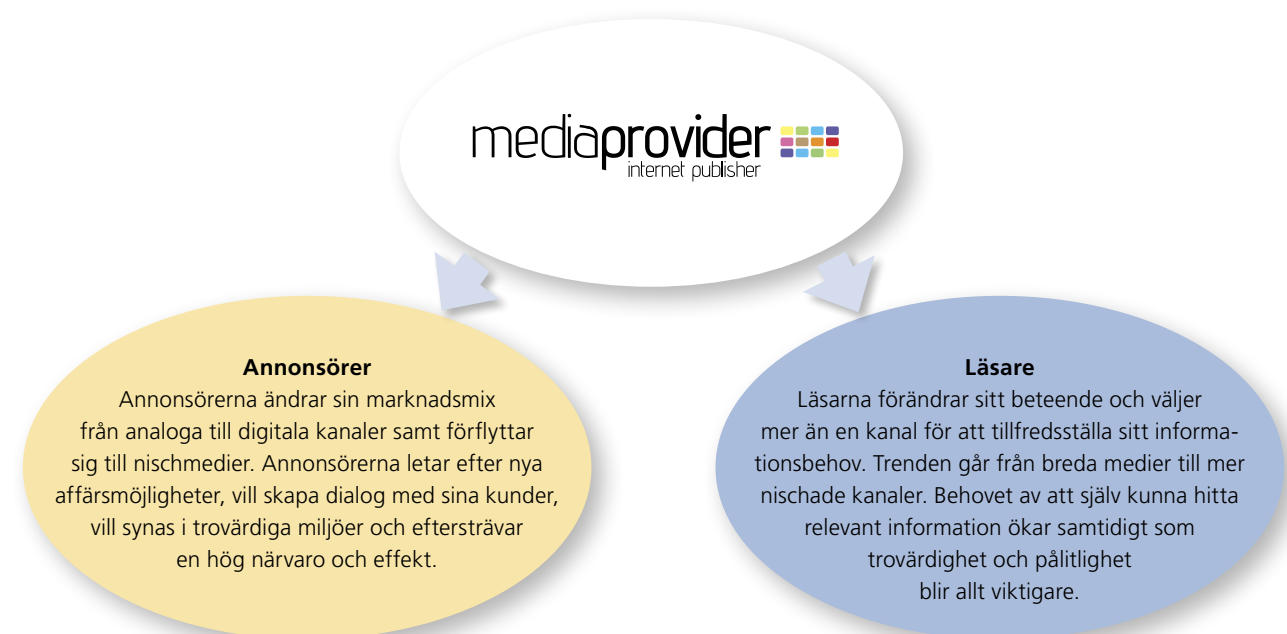 mediaprovider
internet publisher
Annonsörer
Annonsörerna ändrar sin marknadsmix
från analoga till digitala kanaler samt förflyttar
sig till nischmedier. Annonsörerna letar efter nya
affärsmöjligheter, vill skapa dialog med sina kunder,
vill synas i trovärdiga miljöer och eftersträvar
en hög närvaro och effekt.
Läsare
Läsarna förändrar sitt beteende och väljer
mer än en kanal för att tillfredsställa sitt informa-
tionsbehov. Trenden går från breda medier till mer
nischade kanaler. Behovet av att själv kunna hitta
relevant information ökar samtidigt som
trovärdighet och pålitlighet
blir allt viktigare.